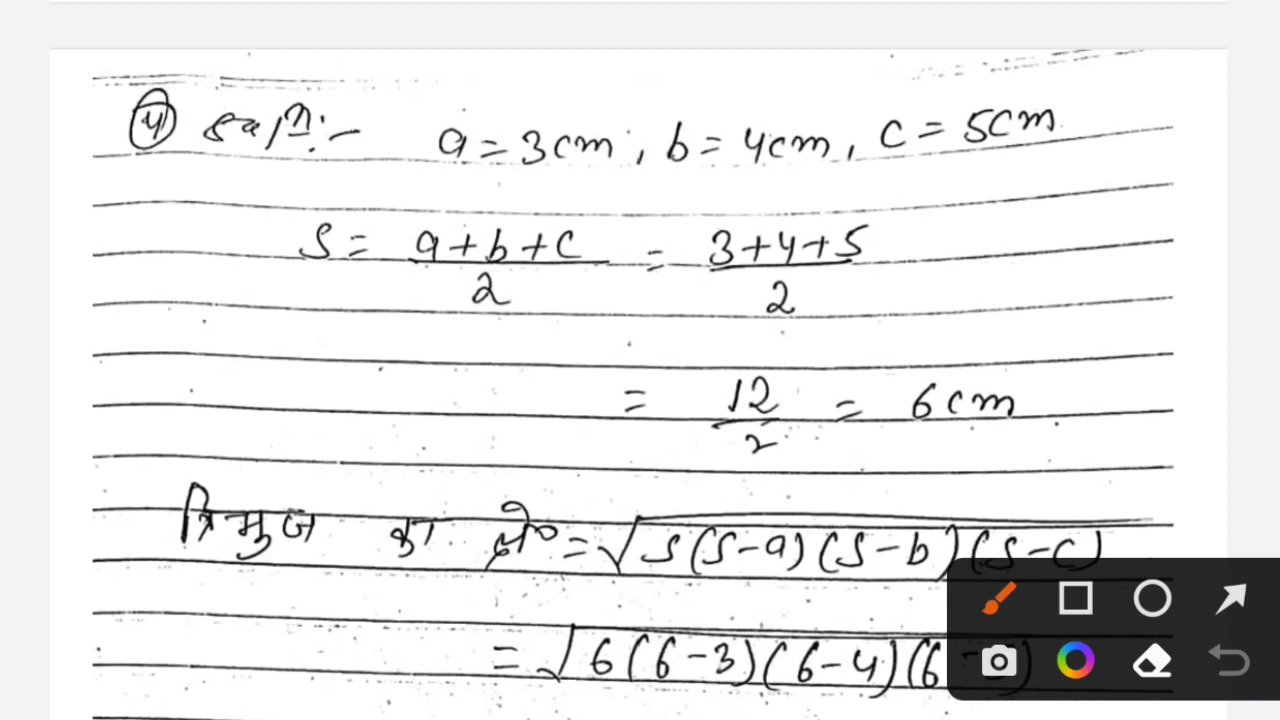 (4) हल:- a = 3cm, b = 4cm, c = 5cm
S = a+b+c/2 = 3+4+5/2
= 12/2 = 6cm
त्रिभुज का क्षे० = √s(s-a)(s-b)(s-c)
= √6(6-3)(6-4)(6